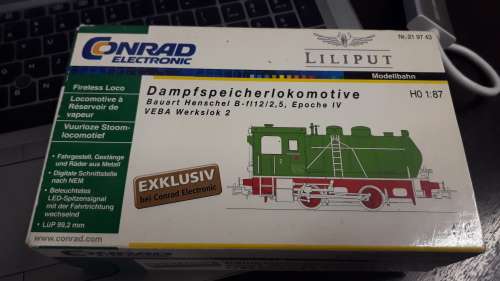 CONRAD
ELECTRONIC
LILIPUT
Nr. 21 97 43
Modellbahn
Fireless Loco
Locomotive à
Réservoir de
vapeur
Vuurloze Stoom-
locomotief
Dampfspeicherlokomotive
H0 1:87
Bauart Henschel B-fl12/2,5, Epoche IV
VEBA Werkslok 2
• Fahrgestell, Gestänge
und Räder aus Metall
• Digitale Schnittstelle
nach NEM
• Beleuchtetes
LED-Spitzensignal
mit der Fahrtrichtung
wechselnd
• LüP 99,2 mm
EXKLUSIV
bei Conrad Electronic
www.conrad.com